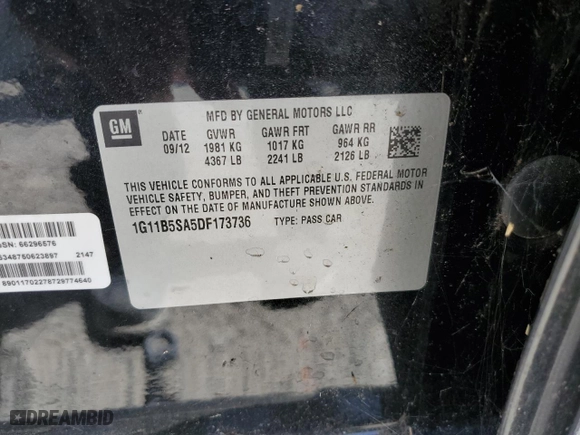 GM
MFD BY GENERAL MOTORS LLC
DATE GVWR GAWR FRT GAWR RR
09/12 1981 KG 1017 KG 964 KG
4367 LB 2241 LB 2126 LB
THIS VEHICLE CONFORMS TO ALL APPLICABLE U.S. FEDERAL MOTOR
VEHICLE SAFETY, BUMPER, AND THEFT PREVENTION STANDARDS IN
EFFECT ON THE DATE OF MANUFACTURE SHOWN ABOVE.
1G11B5SA5DF173736 TYPE: PASS CAR
SN: 66296576
5348760623897 2147
89011702278729774640
DREAMBID